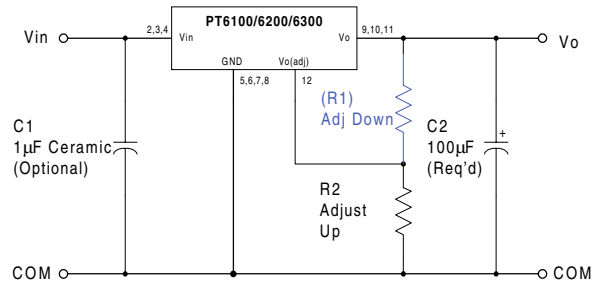 PT6100/6200/6300
Vin
2,3,4
Vin
Vo
9,10,11
Vo
GND
Vo(adj)
5,6,7,8
12
(R1)
Adj Down
C1
1µF Ceramic
(Optional)
C2
100µF
(Req'd)
+
R2
Adjust
Up
COM
COM